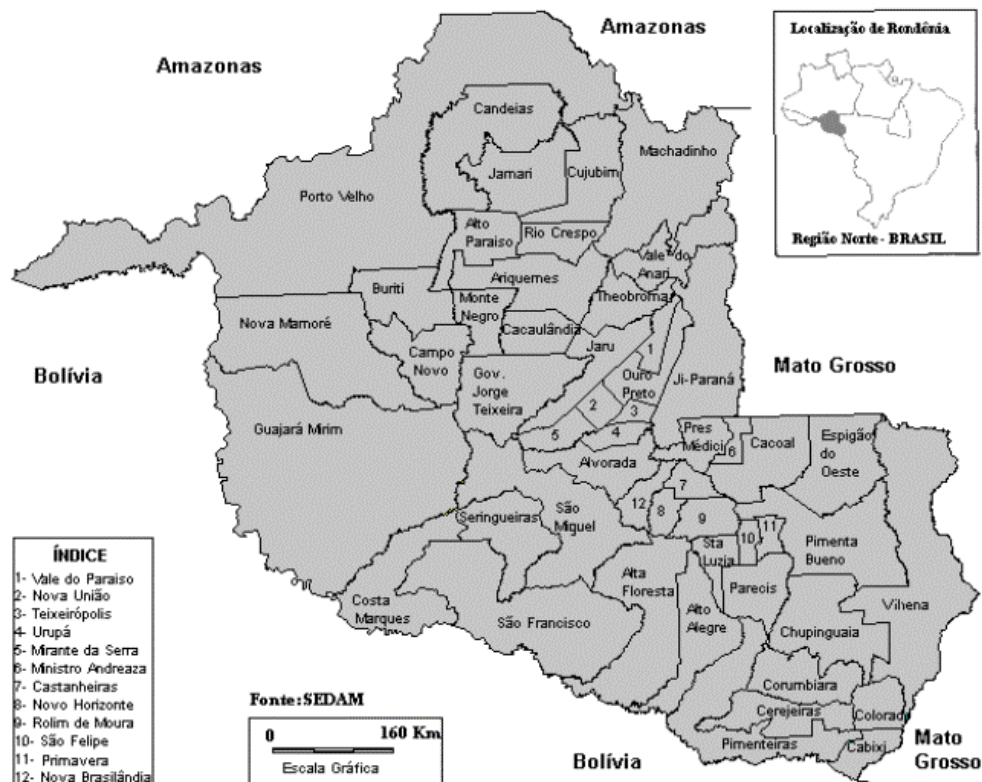 Amazonas
Amazonas
Localização de Rondônia
Região Norte - BRASIL
Candeias
Jamari
Cujubim
Machadinho
Porto Velho
Alto
Paraiso
Rio Crespo
Vale do
Anari
Ariquemes
Buriti
Monte
Negro
Theobroma
Nova Mamoré
Cacaulândia
Jaru
1
Campo
Novo
Bolívia
Mato Grosso
Gov.
Jorge
Teixeira
Ouro
Preto
Ji-Paraná
2
3
Guajará Mirim
5
4
Pres
Médici
6
Cacoal
Espigão
do
Oeste
Alvorada
7
12
8
9
10
11
Seringueiras
São
Miguel
Sta
Luzia
Pimenta
Bueno
Alta
Floresta
Parecis
Vilhena
Costa
Marques
São Francisco
Alto
Alegre
Chupinguaia
Corumbiara
Cerejeiras
Colorado
Pimenteiras
Cabixi
Bolívia
Mato
Grosso
ÍNDICE
1- Vale do Paraiso
2- Nova União
3- Teixeirópolis
4- Urupá
5- Mirante da Serra
6- Ministro Andreaza
7- Castanheiras
8- Novo Horizonte
9- Rolim de Moura
10- São Felipe
11- Primavera
12- Nova Brasilândia
Fonte:SEDAM
0 160 Km
Escala Gráfica